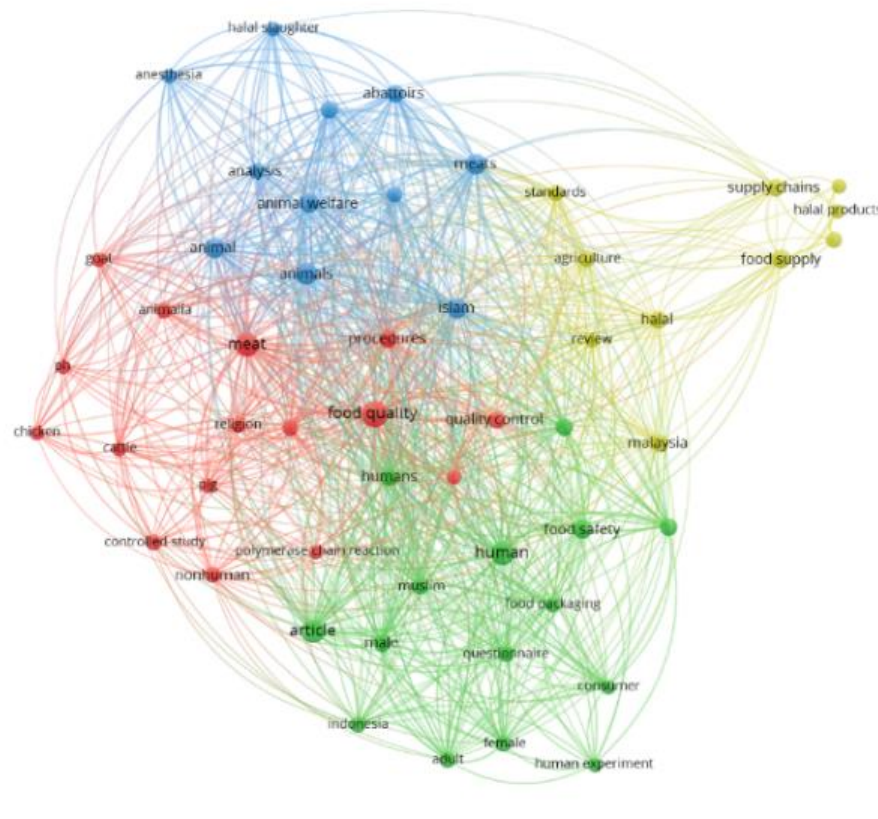 halal slaughter
anesthesia
abattoirs
analysis
meats
animal welfare
standards
supply chains
halal products
animal
goat
animals
agriculture
food supply
animalia
islam
halal
meat
procedures
review
ph
food quality
quality control
religion
chicken
cattle
malaysia
humans
pig
food safety
controlled study
polymerase chain reaction
human
nonhuman
muslim
food packaging
article
male
questionnaire
consumer
indonesia
female
adult
human experiment